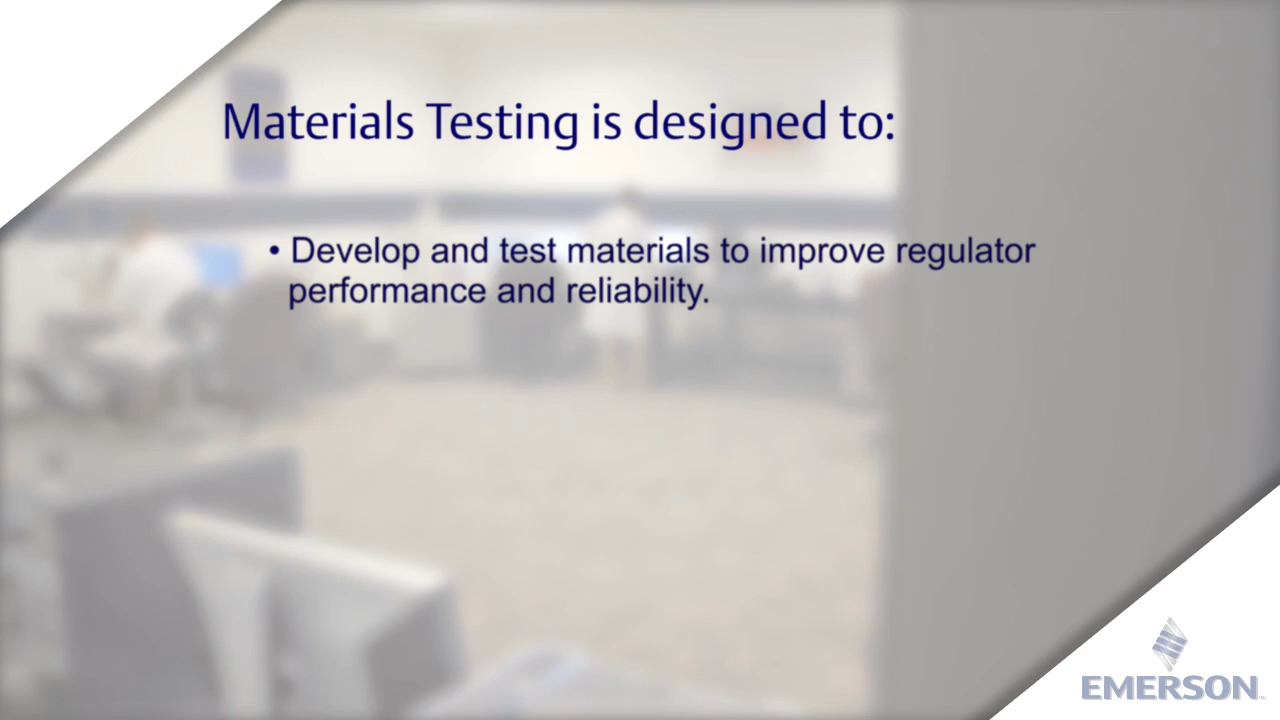 Materials Testing is designed to:
• Develop and test materials to improve regulator
performance and reliability.
EMERSON